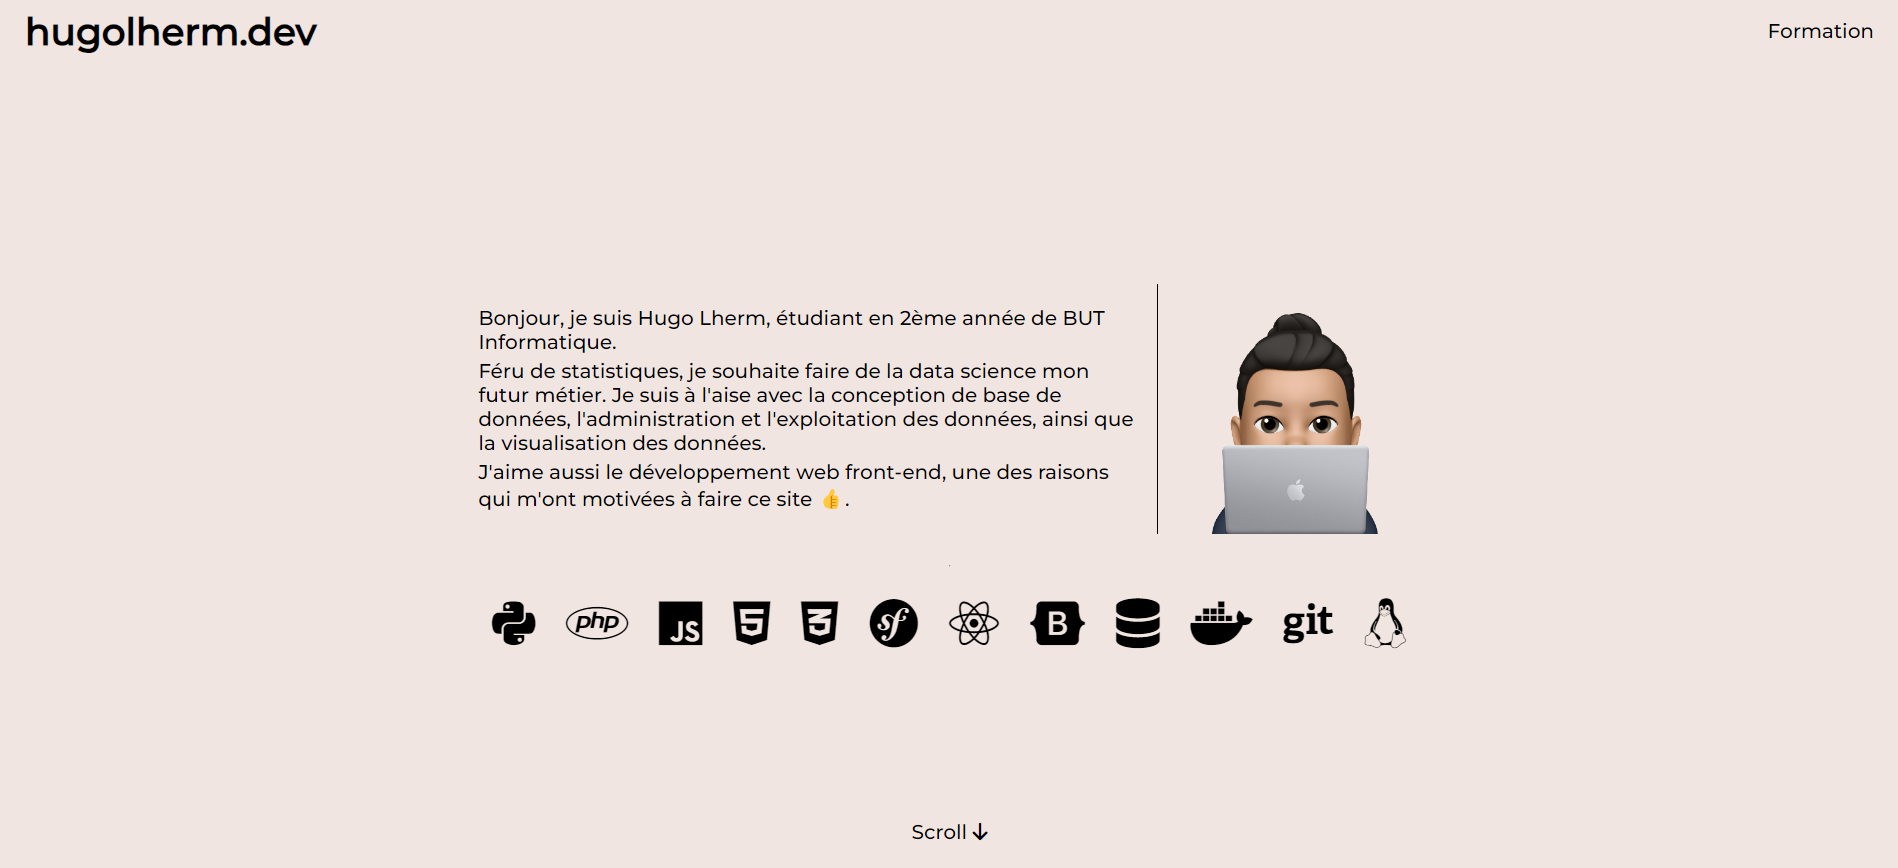 hugolherm.dev
Formation
Bonjour, je suis Hugo Lherm, étudiant en 2ème année de BUT
Informatique.
Féru de statistiques, je souhaite faire de la data science mon
futur métier. Je suis à l'aise avec la conception de base de
données, l'administration et l'exploitation des données, ainsi que
la visualisation des données.
J'aime aussi le développement web front-end, une des raisons
qui m'ont motivées à faire ce site 👍.
php JS 5 3 sf B git
Scroll ↓